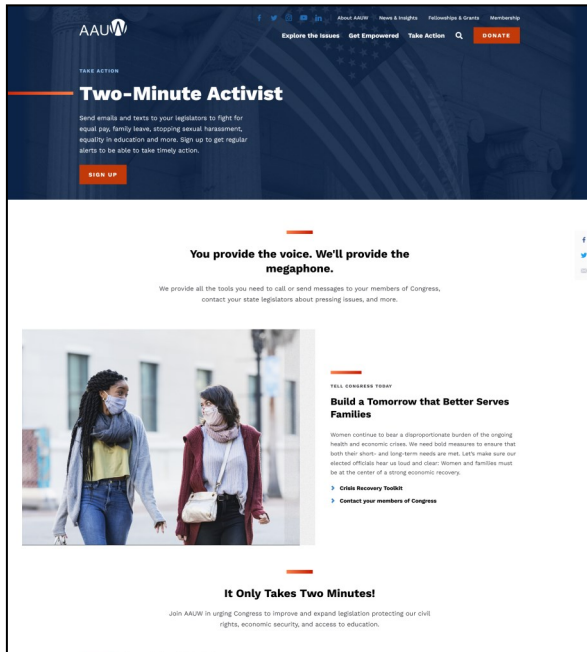 About AAUW News & Insights Fellowships & Grants Membership
AAUW
Explore the Issues Get Empowered Take Action DONATE
TAKE ACTION
Two-Minute Activist
Send emails and texts to your legislators to fight for
equal pay, family leave, stopping sexual harassment,
equality in education and more. Sign up to get regular
alerts to be able to take timely action.
SIGN UP
You provide the voice. We'll provide the
megaphone.
We provide all the tools you need to call or send messages to your members of Congress,
contact your state legislators about pressing issues, and more.
TELL CONGRESS TODAY
Build a Tomorrow that Better Serves
Families
Women continue to bear a disproportionate burden of the ongoing
health and economic crises. We need bold measures to ensure that
both their short- and long-term needs are met. Let's make sure our
elected officials hear us loud and clear: Women and families must
be at the center of a strong economic recovery.
Crisis Recovery Toolkit
Contact your members of Congress
It Only Takes Two Minutes!
Join AAUW in urging Congress to improve and expand legislation protecting our civil
rights, economic security, and access to education.